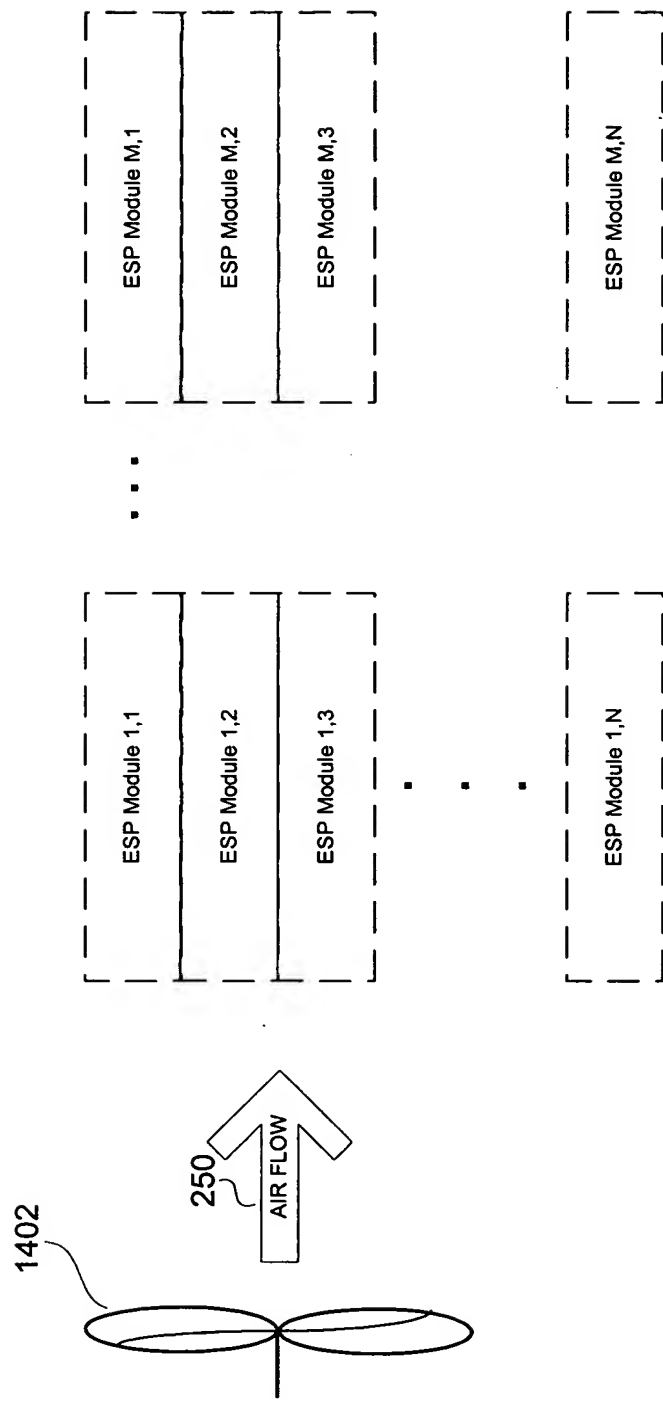 1402
250
AIR FLOW
ESP Module 1,1
ESP Module 1,2
ESP Module 1,3
ESP Module 1,N
ESP Module M,1
ESP Module M,2
ESP Module M,3
ESP Module M,N